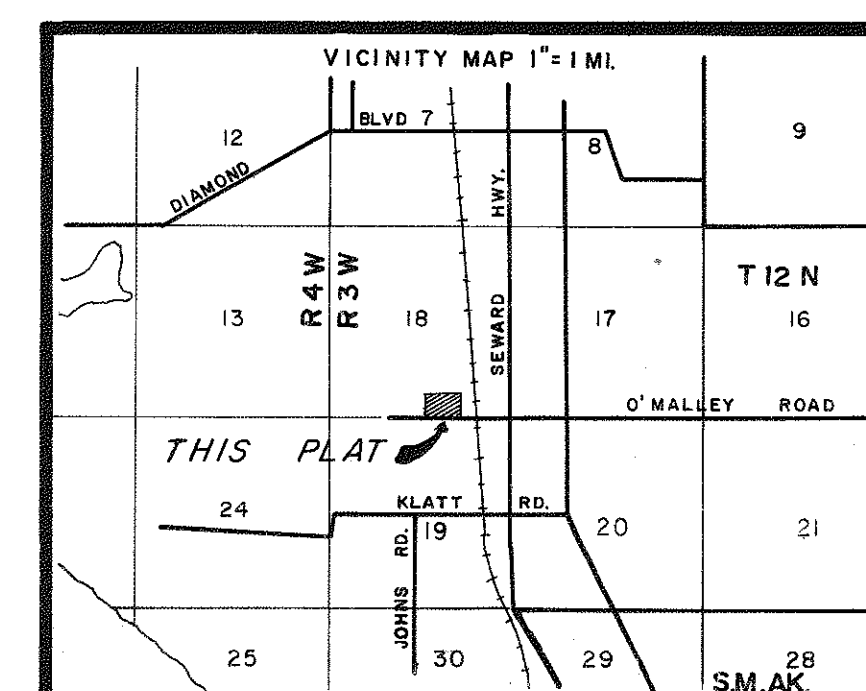 VICINITY MAP 1"= 1 MI.
12
BLVD 7
8
9
DIAMOND
HWY.
R4W
R3W
T 12 N
13
18
SEWARD
17
16
O'MALLEY ROAD
THIS PLAT
24
KLATT RD.
19
20
21
JOHNS RD.
25
30
29
28
S.M. AK.